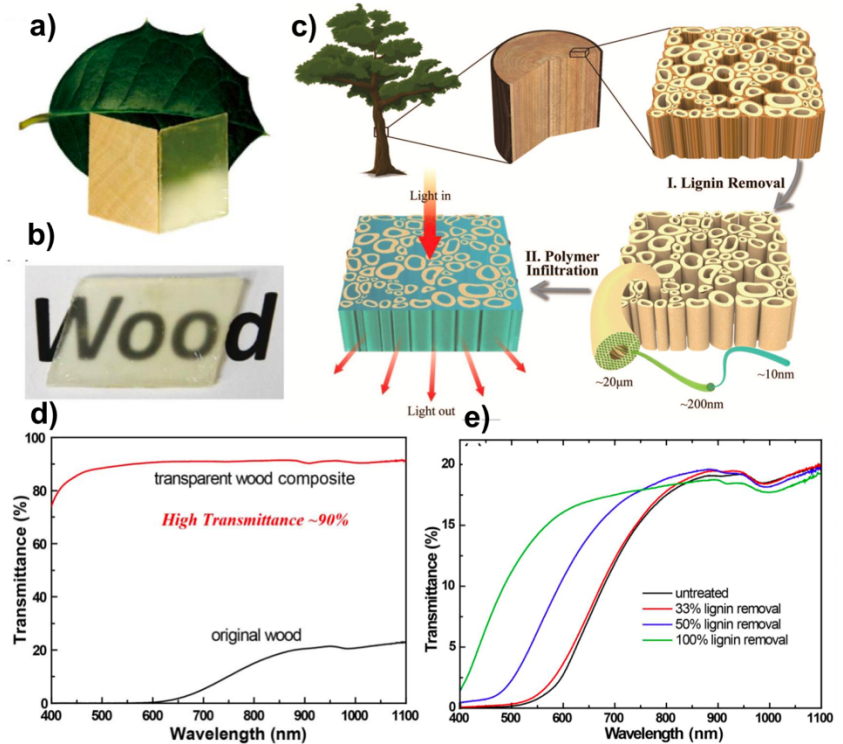 a)
b)
Wood
c)
I. Lignin Removal
Light in
II. Polymer
Infiltration
~20μm
~200nm
~10nm
Light out
d)
100
90
80
60
40
20
0
400 500 600 700 800 900 1000 1100
Transmittance (%)
Wavelength (nm)
transparent wood composite
High Transmittance ~90%
original wood
e)
20
15
10
5
0
400 500 600 700 800 900 1000 1100
Transmittance (%)
Wavelength (nm)
untreated
33% lignin removal
50% lignin removal
100% lignin removal